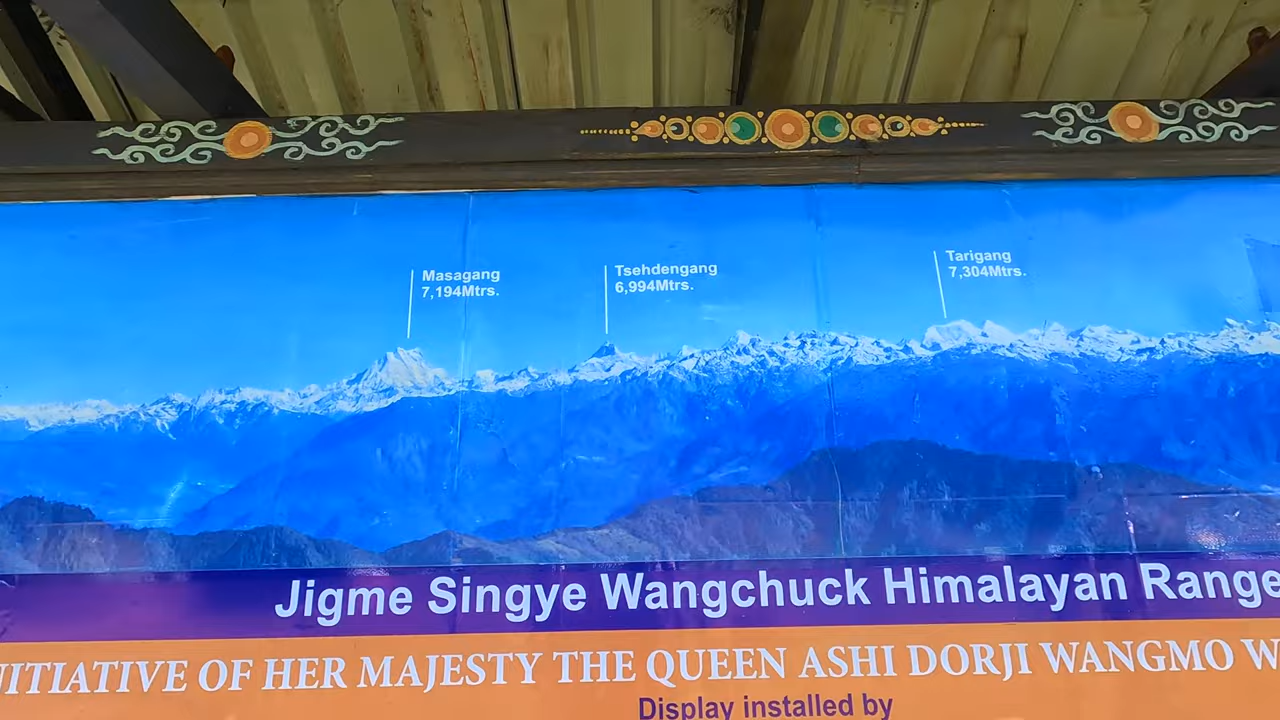 Masagang
7,194Mtrs.
Tsehdengang
6,994Mtrs.
Tarigang
7,304Mtrs.
Jigme Singye Wangchuck Himalayan Range
NITIATIVE OF HER MAJESTY THE QUEEN ASHI DORJI WANGMO W
Display installed by